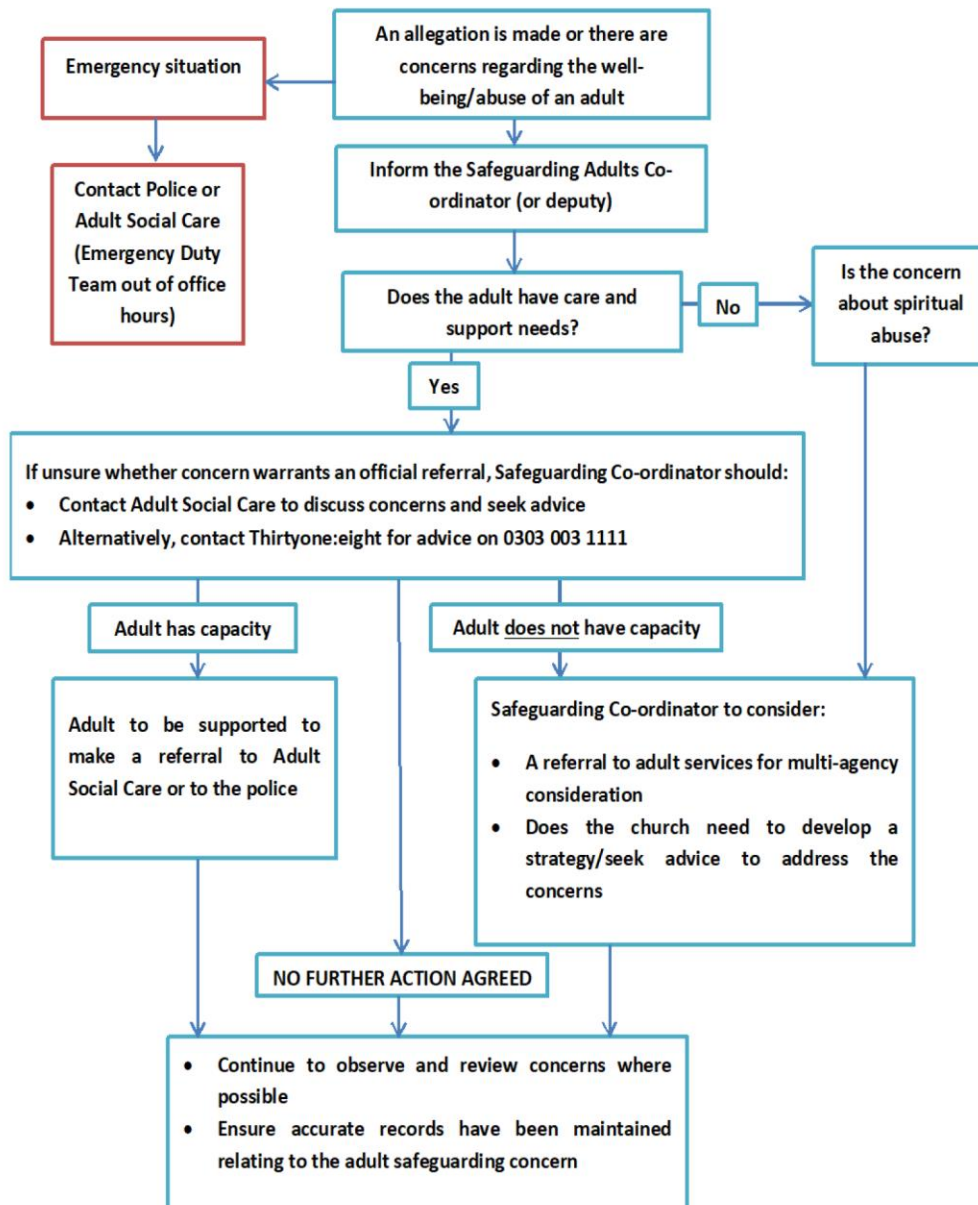 An allegation is made or there are
concerns regarding the well-
being/abuse of an adult
Emergency situation
Contact Police or
Adult Social Care
(Emergency Duty
Team out of office
hours)
Inform the Safeguarding Adults Co-
ordinator (or deputy)
Does the adult have care and
support needs?
No
Is the concern
about spiritual
abuse?
Yes
If unsure whether concern warrants an official referral, Safeguarding Co-ordinator should:
• Contact Adult Social Care to discuss concerns and seek advice
• Alternatively, contact Thirtyone:eight for advice on 0303 003 1111
Adult has capacity
Adult does not have capacity
Adult to be supported to
make a referral to Adult
Social Care or to the police
Safeguarding Co-ordinator to consider:
• A referral to adult services for multi-agency
consideration
• Does the church need to develop a
strategy/seek advice to address the
concerns
NO FURTHER ACTION AGREED
• Continue to observe and review concerns where
possible
• Ensure accurate records have been maintained
relating to the adult safeguarding concern